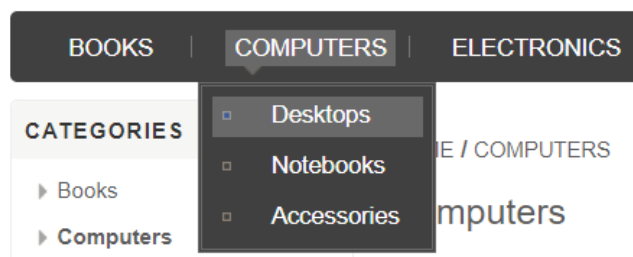 BOOKS COMPUTERS ELECTRONICS
CATEGORIES
Books
Computers
Desktops
Notebooks
Accessories
/ COMPUTERS